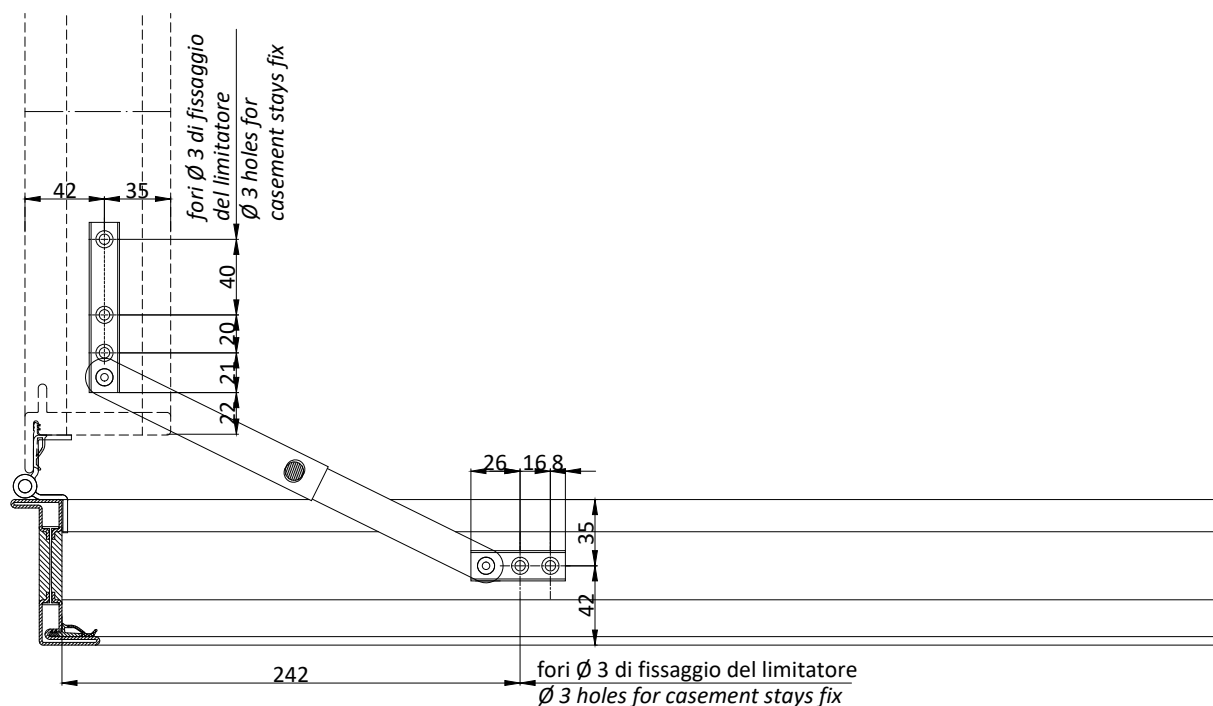 fori Ø 3 di fissaggio
del limitatore
Ø 3 holes for
casement stays fix
42
35
40
20
21
22
26
16
8
35
42
242
fori Ø 3 di fissaggio del limitatore
Ø 3 holes for casement stays fix